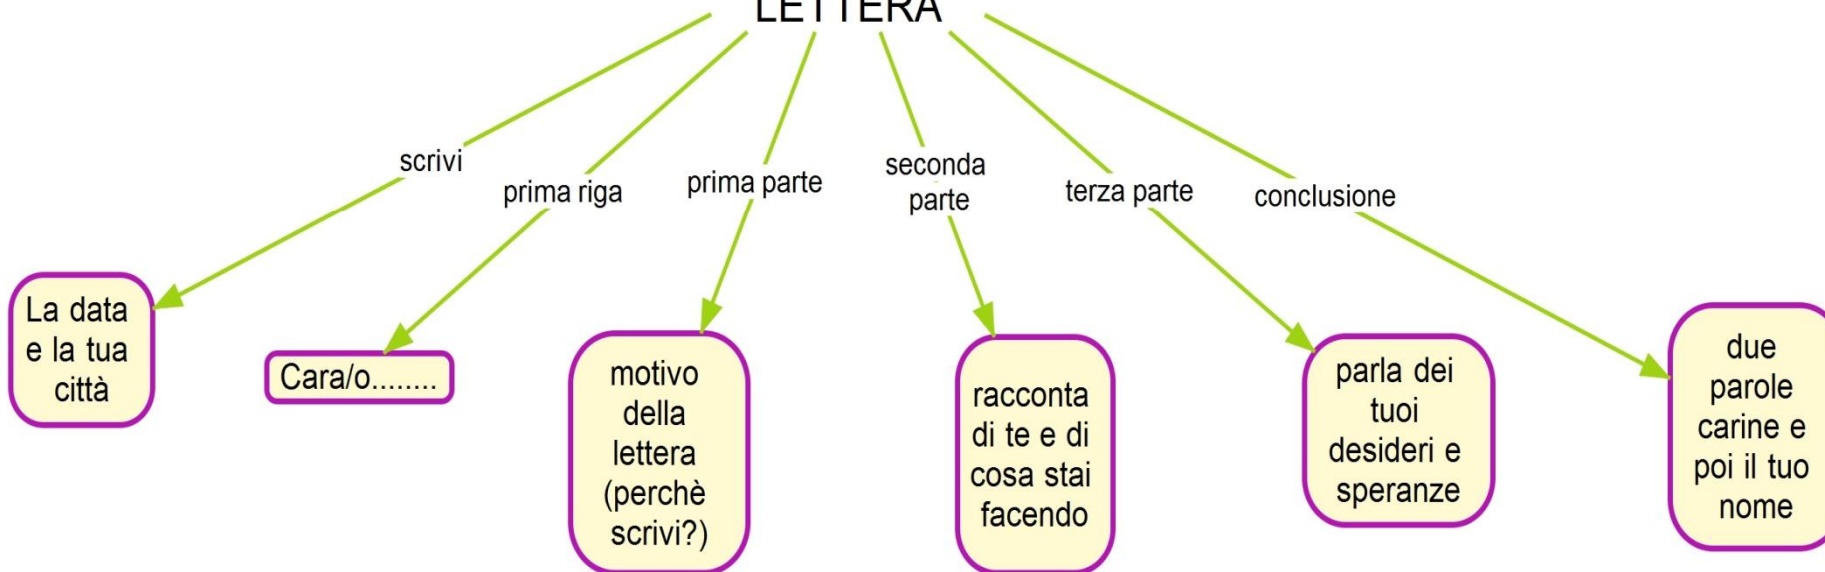 LETTERA
scrivi
prima riga
prima parte
seconda
parte
terza parte
conclusione
La data
e la tua
città
Cara/o........
motivo
della
lettera
(perchè
scrivi?)
racconta
di te e di
cosa stai
facendo
parla dei
tuoi
desideri e
speranze
due
parole
carine e
poi il tuo
nome